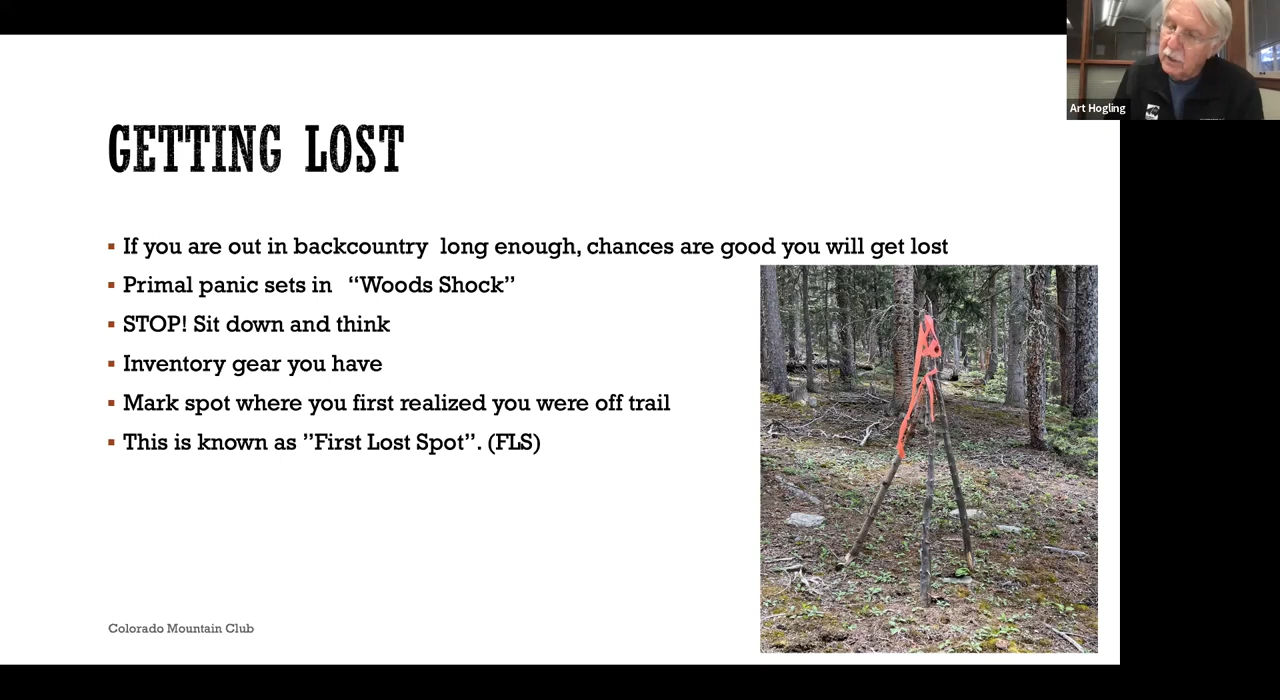 Art Hogling
GETTING LOST
If you are out in backcountry long enough, chances are good you will get lost
Primal panic sets in “Woods Shock”
STOP! Sit down and think
Inventory gear you have
Mark spot where you first realized you were off trail
This is known as ”First Lost Spot”. (FLS)
Colorado Mountain Club